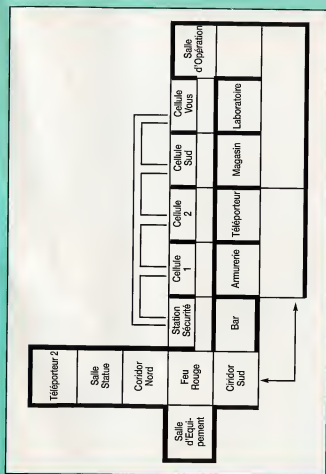 Salle
d'Opération
Cellule
Vous
Cellule
Sud
Cellule
2
Cellule
1
Station
Sécurité
Laboratoire
Magasin
Téléporteur
Armurerie
Bar
Téléporteur 2
Salle
Statue
Coridor
Nord
Feu
Rouge
Ciridor
Sud
Salle
d'Equi-
pement